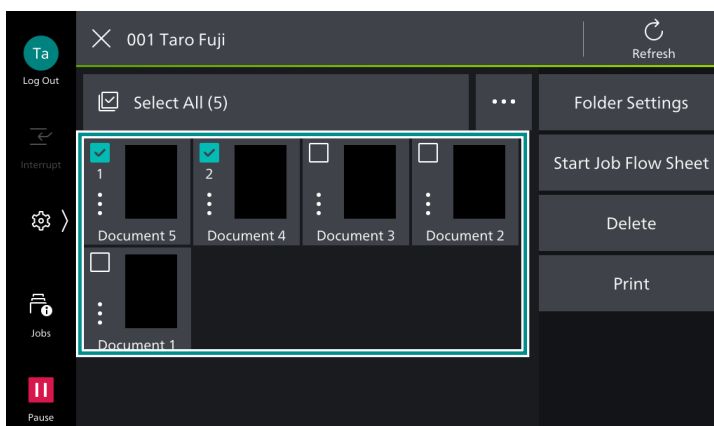 Ta
Log Out
Interrupt
Jobs
Pause
001 Taro Fuji
Refresh
Select All (5)
1
2
Document 5
Document 4
Document 3
Document 2
Document 1
Folder Settings
Start Job Flow Sheet
Delete
Print